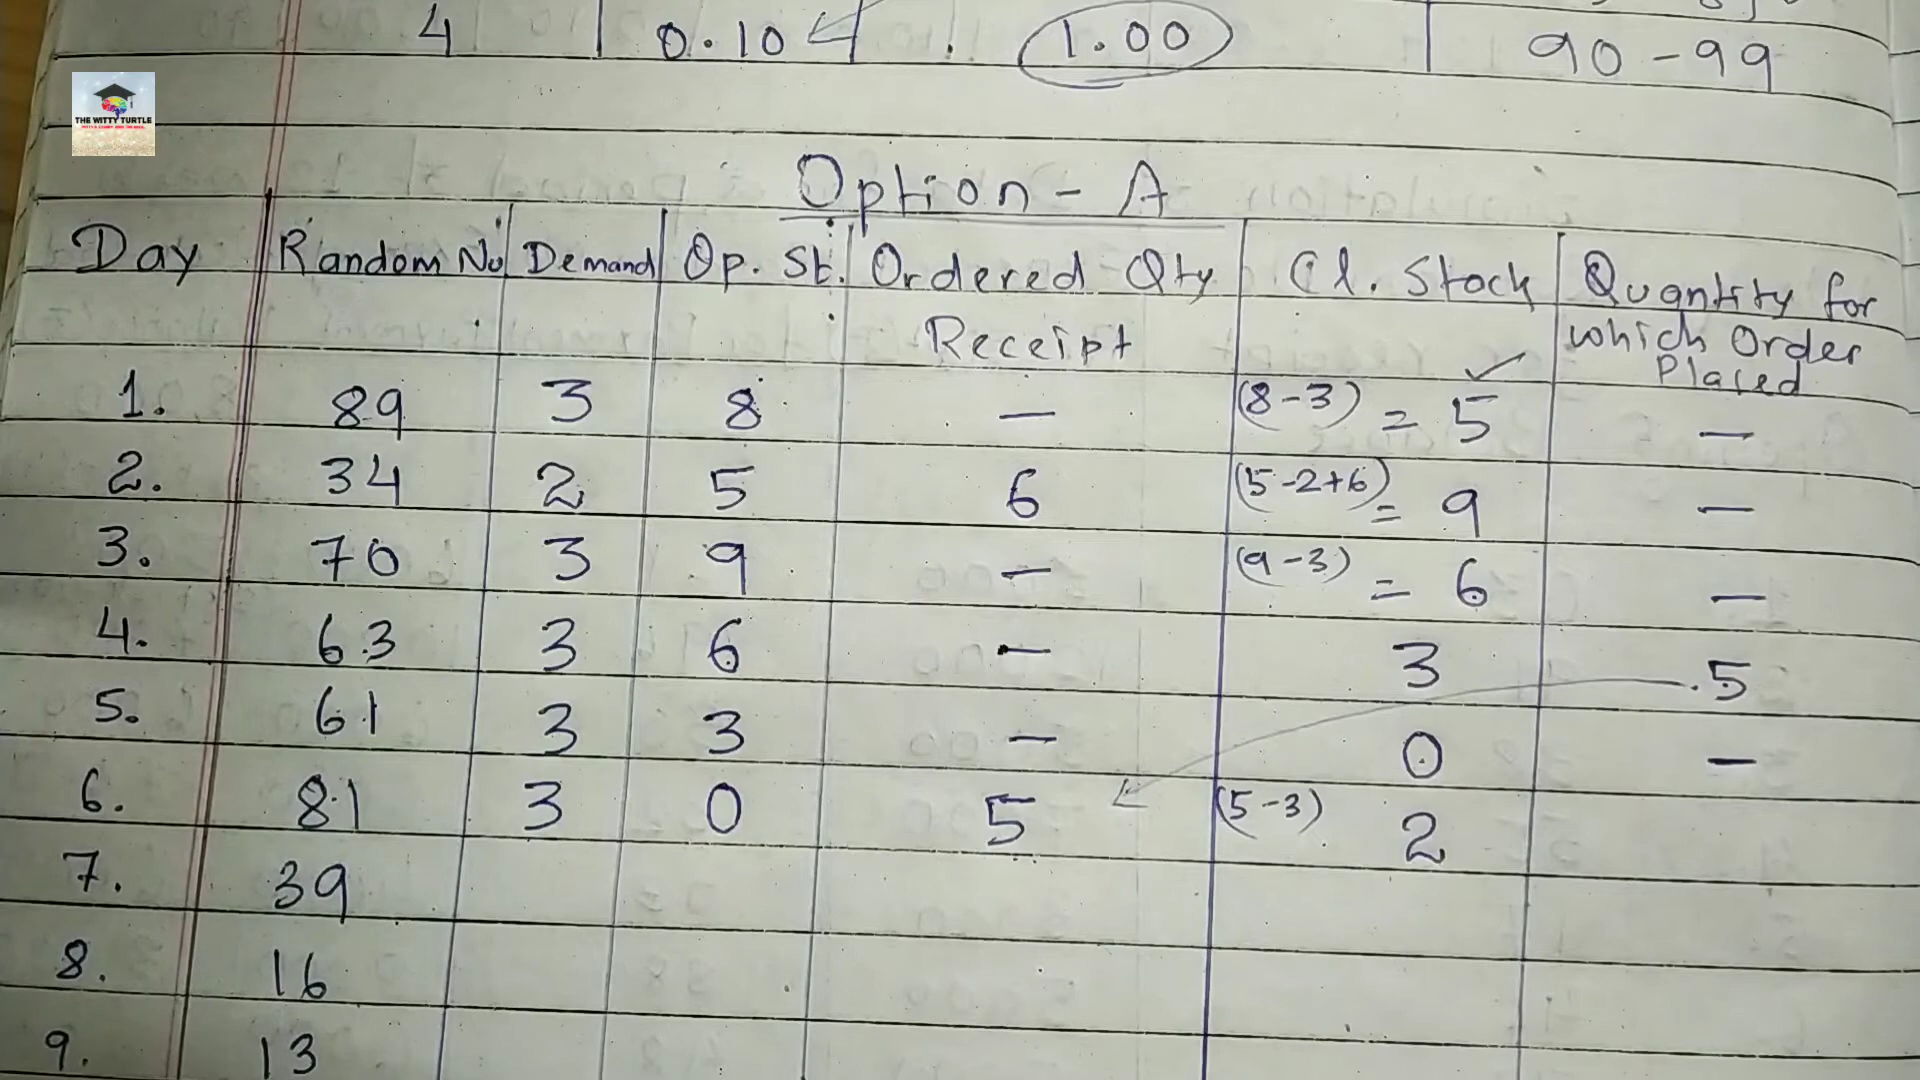 4 0.10 1.00 90-99
THE WITTY TURTLE
Option - A
Day Random No Demand Op. St. Ordered Qty Receipt Cl. Stock Quantity for which Order Placed
1. 89 3 8 — (8-3) = 5 —
2. 34 2 5 6 (5-2+6) = 9 —
3. 70 3 9 — (9-3) = 6 —
4. 63 3 6 — 3 5
5. 61 3 3 — 0 —
6. 81 3 0 5 (5-3) 2
7. 39
8. 16
9. 13